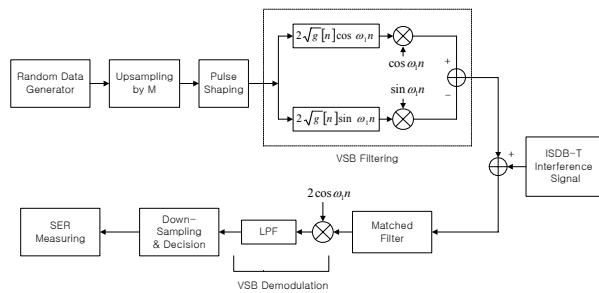 Random Data
Generator
Upsampling
by M
Pulse
Shaping
2√g [n] cos ω₁n
cos ω₁n
sin ω₁n
2√g [n] sin ω₁n
+
−
VSB Filtering
+
ISDB-T
Interference
Signal
SER
Measuring
Down-
Sampling
& Decision
LPF
2 cos ω₁n
Matched
Filter
VSB Demodulation